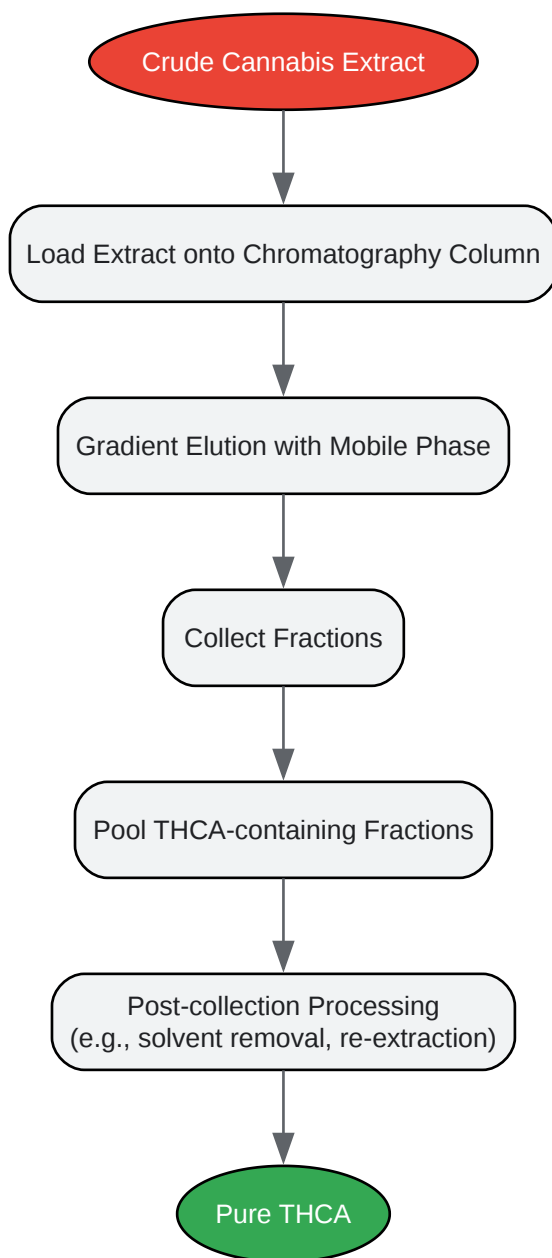 Crude Cannabis Extract
Load Extract onto Chromatography Column
Gradient Elution with Mobile Phase
Collect Fractions
Pool THCA-containing Fractions
Post-collection Processing
(e.g., solvent removal, re-extraction)
Pure THCA